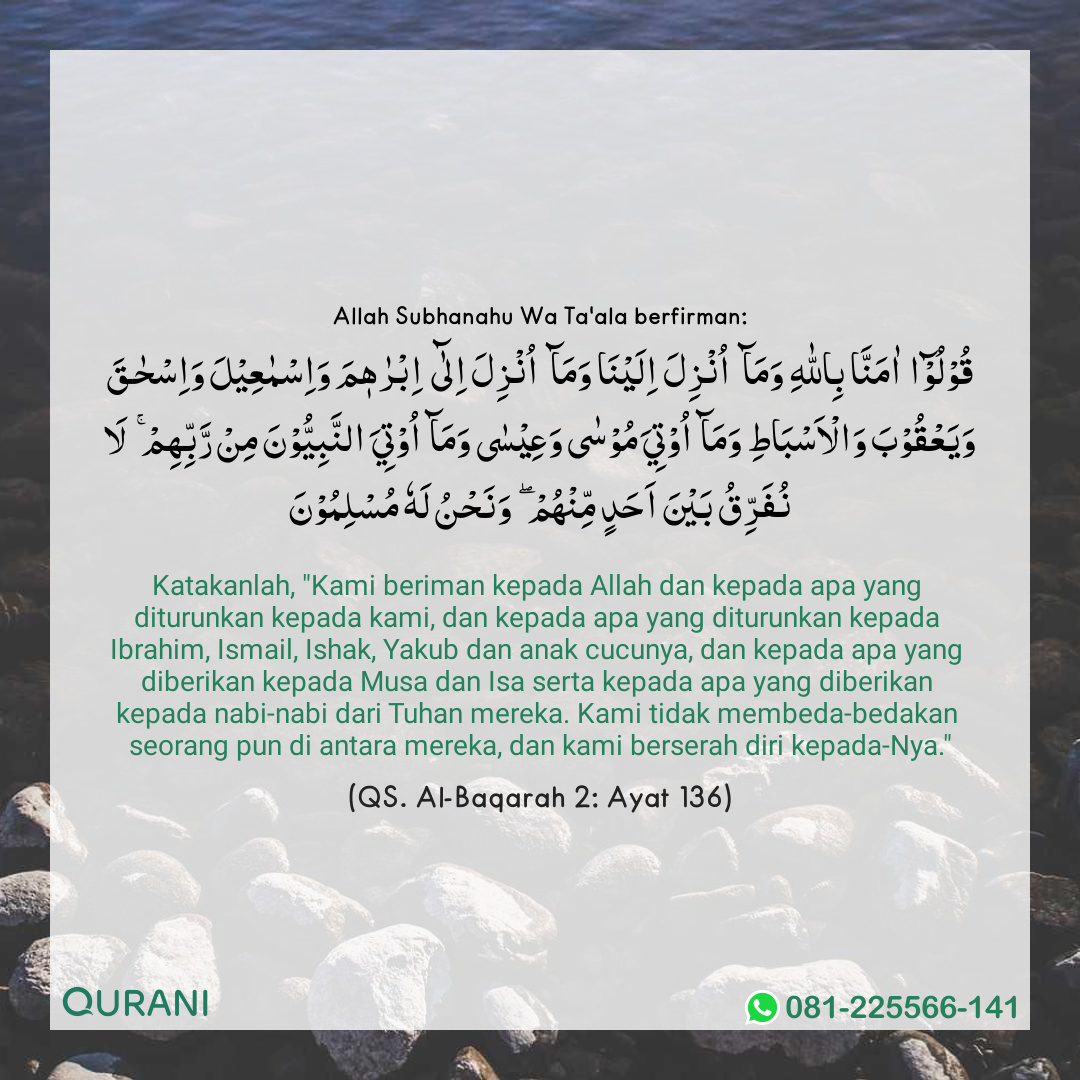 Allah Subhanahu Wa Ta'ala berfirman:
قُوْلُوْٓا اٰمَنَّا بِاللّٰهِ وَمَآ اُنْزِلَ اِلَيْنَا وَمَآ اُنْزِلَ اِلٰٓى اِبْرٰهٖمَ وَاِسْمٰعِيْلَ وَاِسْحٰقَ
وَيَعْقُوْبَ وَالْاَسْبَاطِ وَمَآ اُوْتِيَ مُوْسٰى وَعِيْسٰى وَمَآ اُوْتِيَ النَّبِيُّوْنَ مِنْ رَّبِّهِمْ ۚ لَا
نُفَرِّقُ بَيْنَ اَحَدٍ مِّنْهُمْ ۖ وَنَحْنُ لَهٗ مُسْلِمُوْنَ
Katakanlah, "Kami beriman kepada Allah dan kepada apa yang
diturunkan kepada kami, dan kepada apa yang diturunkan kepada
Ibrahim, Ismail, Ishak, Yakub dan anak cucunya, dan kepada apa yang
diberikan kepada Musa dan Isa serta kepada apa yang diberikan
kepada nabi-nabi dari Tuhan mereka. Kami tidak membeda-bedakan
seorang pun di antara mereka, dan kami berserah diri kepada-Nya."
(QS. Al-Baqarah 2: Ayat 136)
QURANI
081-225566-141